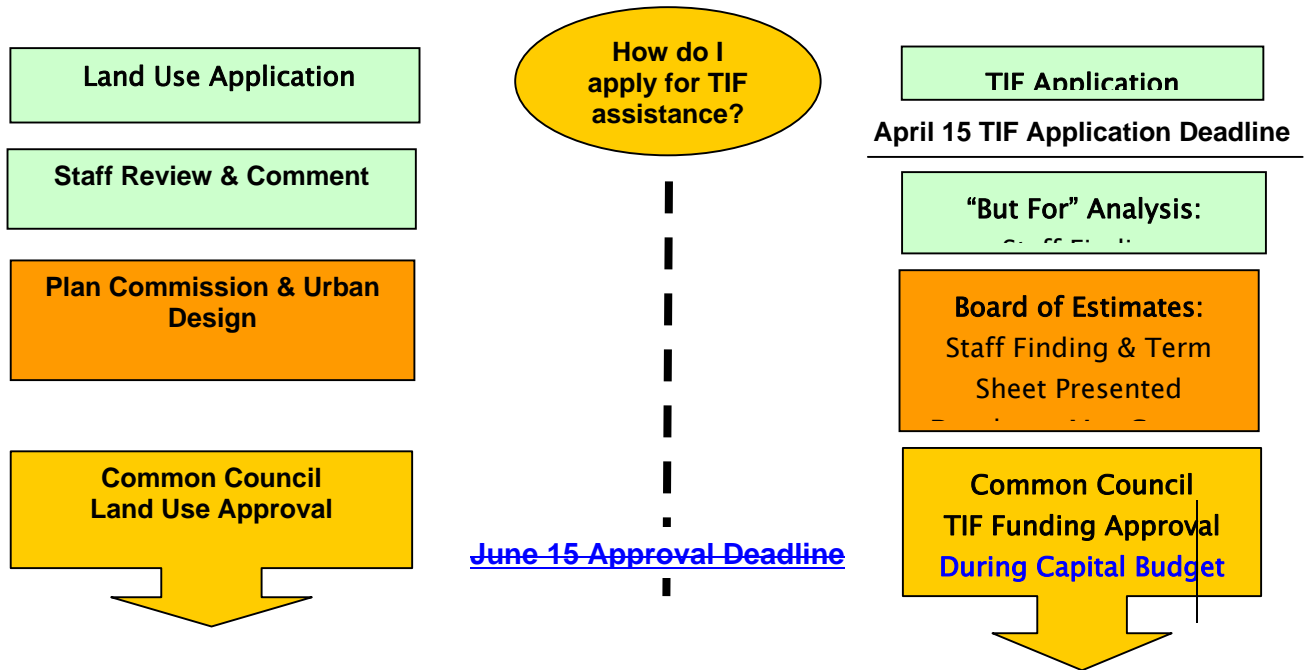 Land Use Application
Staff Review & Comment
Plan Commission & Urban
Design
Common Council
Land Use Approval
How do I
apply for TIF
assistance?
June 15 Approval Deadline
TIF Application
April 15 TIF Application Deadline
“But For” Analysis:
Board of Estimates:
Staff Finding & Term
Sheet Presented
Common Council
TIF Funding Approval
During Capital Budget